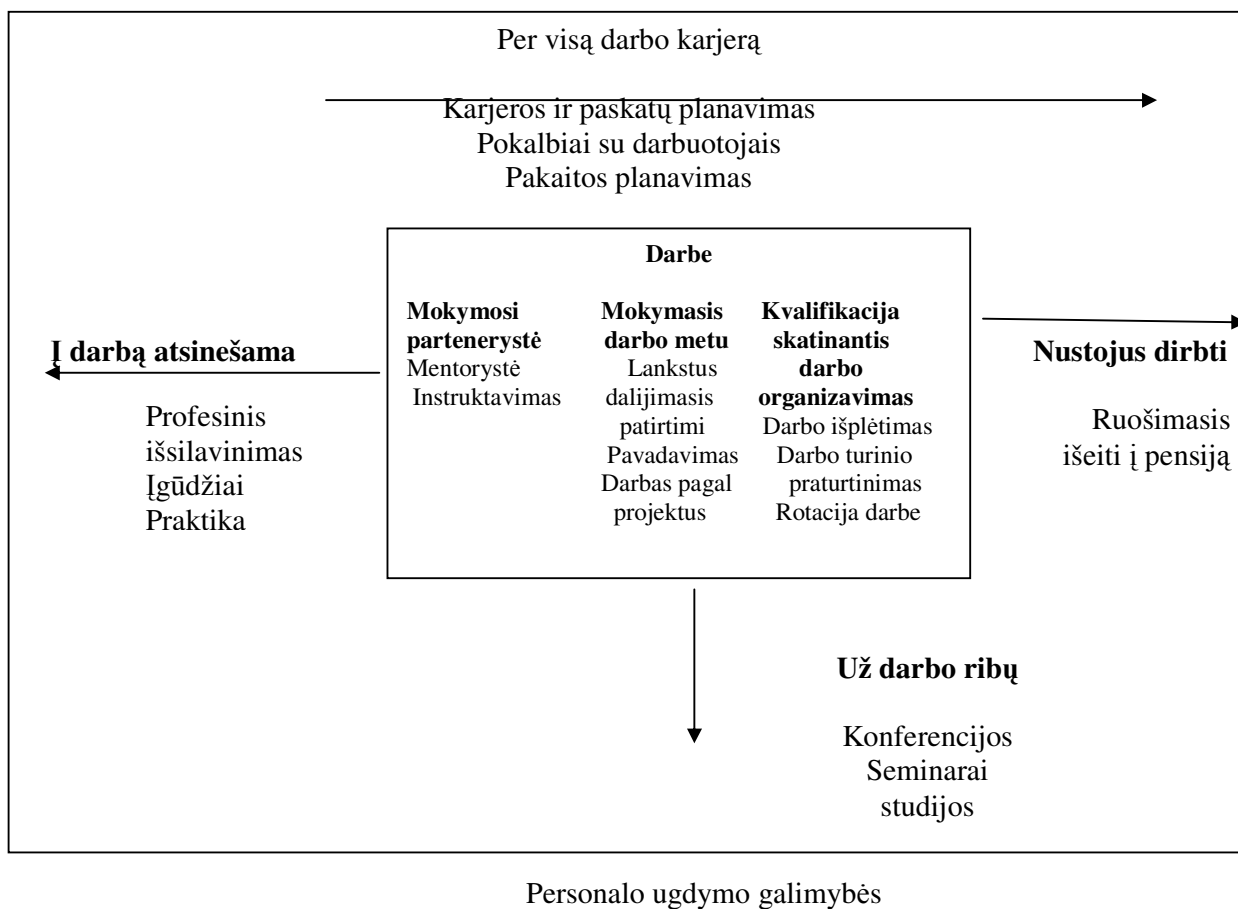 Per visą darbo karjerą
Karjeros ir paskatų planavimas
Pokalbiai su darbuotojais
Pakaitos planavimas
Į darbą atsinešama
Profesinis
išsilavinimas
Įgūdžiai
Praktika
Darbe
Mokymosi
partenerystė
Mentorystė
Instruktavimas
Mokymasis
darbo metu
Lankstus
dalijimasis
patirtimi
Pavadavimas
Darbas pagal
projektus
Kvalifikacija
skatinantis
darbo
organizavimas
Darbo išplėtimas
Darbo turinio
praturtinimas
Rotacija darbe
Nustojus dirbti
Ruošimasis
išeiti į pensiją
Už darbo ribų
Konferencijos
Seminarai
studijos
Personalo ugdymo galimybės